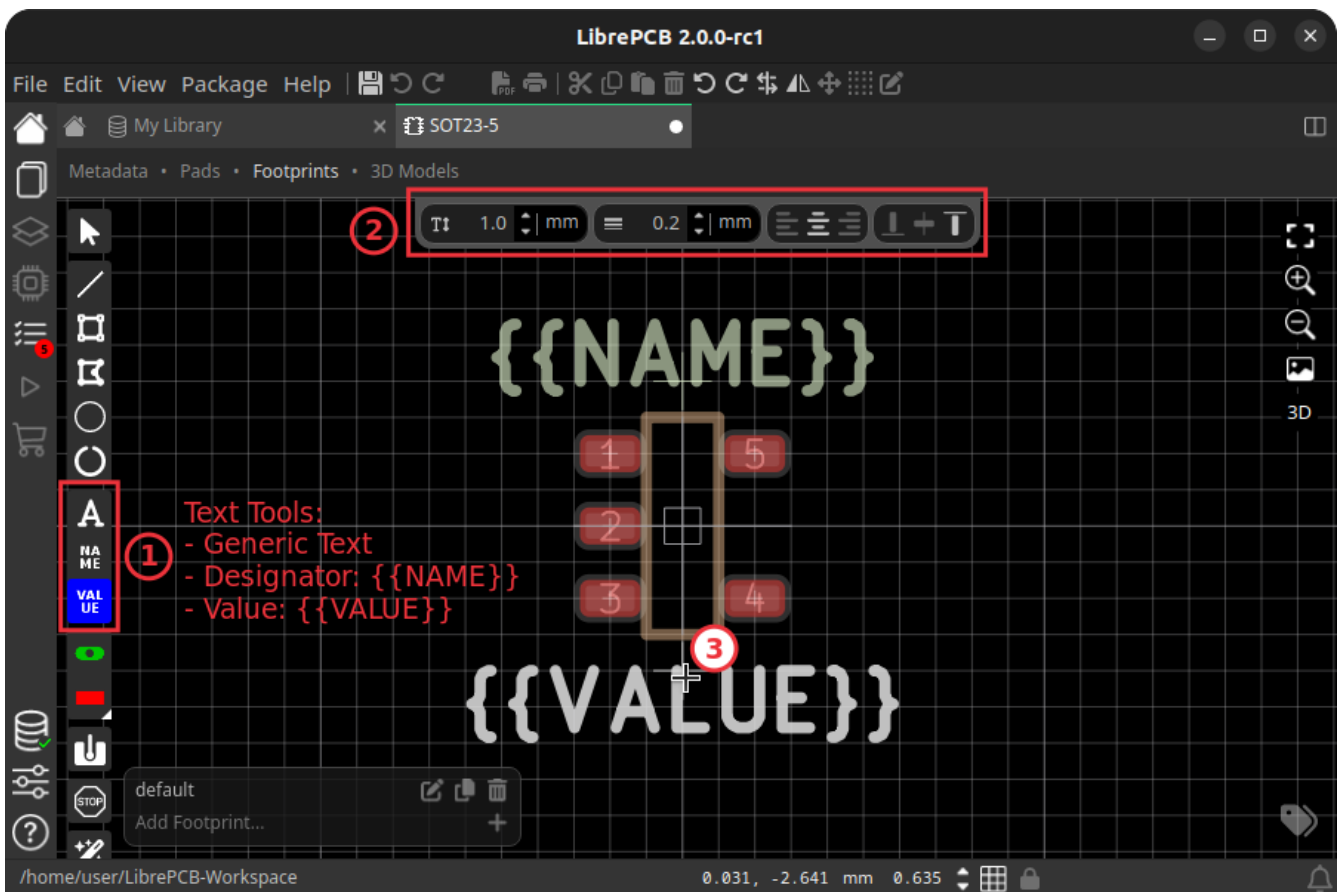 LibrePCB 2.0.0-rc1
File Edit View Package Help
PDF
My Library
SOT23-5
Metadata • Pads • Footprints • 3D Models
2
1.0 mm
0.2 mm
{{NAME}}
3D
5
1 5
2
3 4
A
NA
ME
VAL
UE
1
Text Tools:
- Generic Text
- Designator: {{NAME}}
- Value: {{VALUE}}
3
{{VALUE}}
STOP
default
Add Footprint...
?
/home/user/LibrePCB-Workspace
0.031, -2.641 mm 0.635